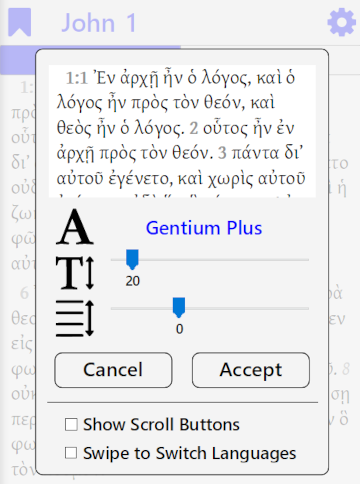 John 1
1:1 Ἐν ἀρχῇ ἦν ὁ λόγος, καὶ ὁ
λόγος ἦν πρὸς τὸν θεόν, καὶ
θεὸς ἦν ὁ λόγος. 2 οὗτος ἦν ἐν
ἀρχῇ πρὸς τὸν θεόν. 3 πάντα δι’
αὐτοῦ ἐγένετο, καὶ χωρὶς αὐτοῦ
Gentium Plus
20
0
Cancel
Accept
Show Scroll Buttons
Swipe to Switch Languages